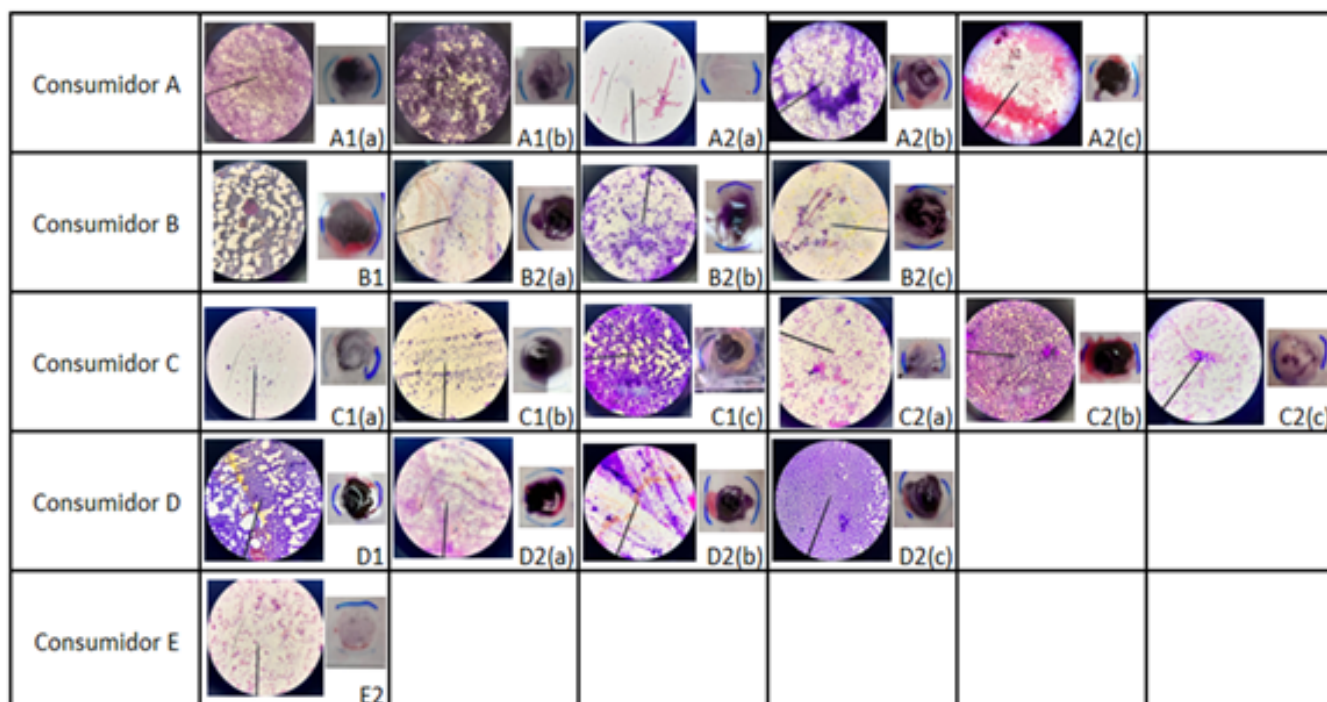 Consumidor A
A1(a)
A1(b)
A2(a)
A2(b)
A2(c)
Consumidor B
B1
B2(a)
B2(b)
B2(c)
Consumidor C
C1(a)
C1(b)
C1(c)
C2(a)
C2(b)
C2(c)
Consumidor D
D1
D2(a)
D2(b)
D2(c)
Consumidor E
E2